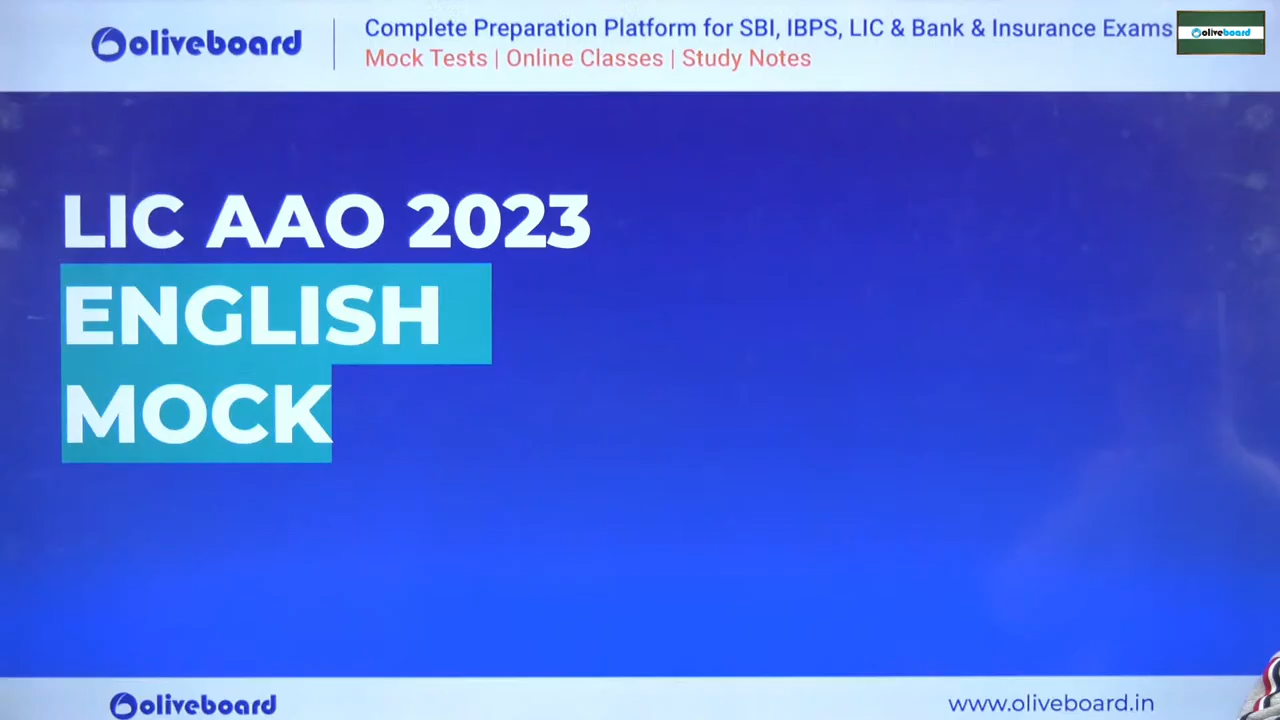 oliveboard
Complete Preparation Platform for SBI, IBPS, LIC & Bank & Insurance Exams
Mock Tests | Online Classes | Study Notes
oliveboard
LIC AAO 2023
ENGLISH
MOCK
oliveboard
www.oliveboard.in